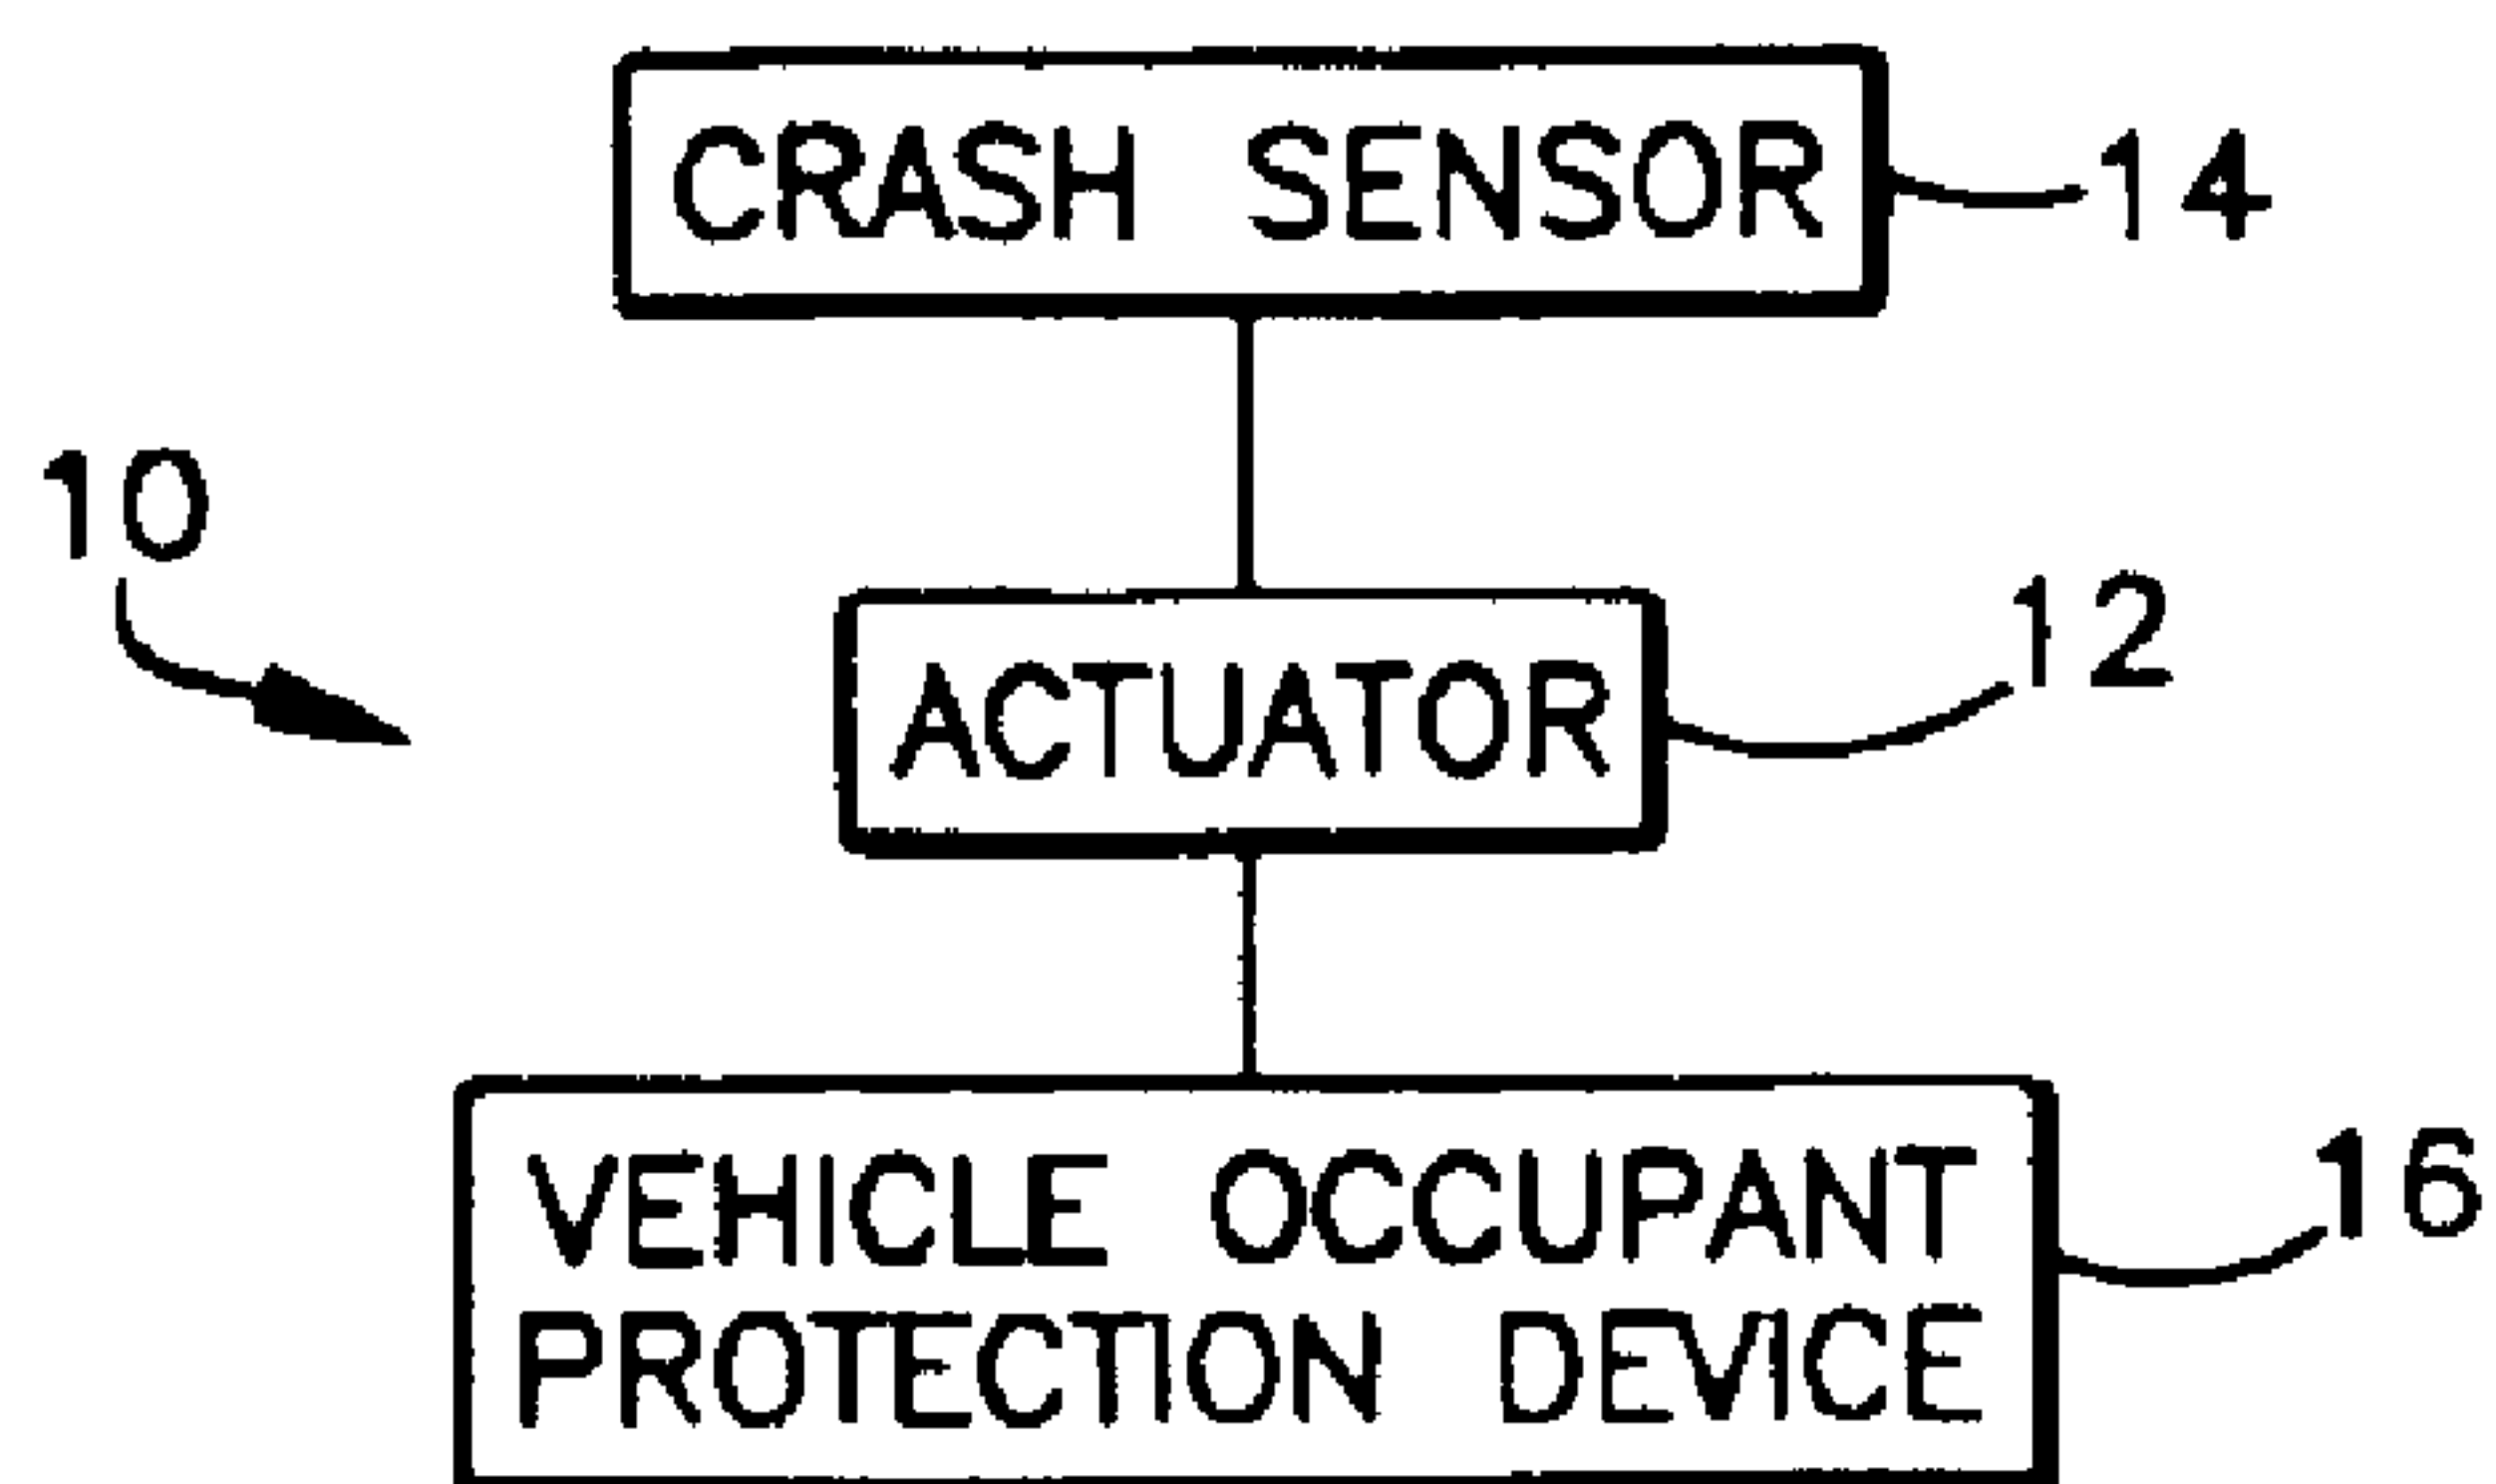 CRASH SENSOR
14
10
12
ACTUATOR
16
VEHICLE OCCUPANT
PROTECTION DEVICE